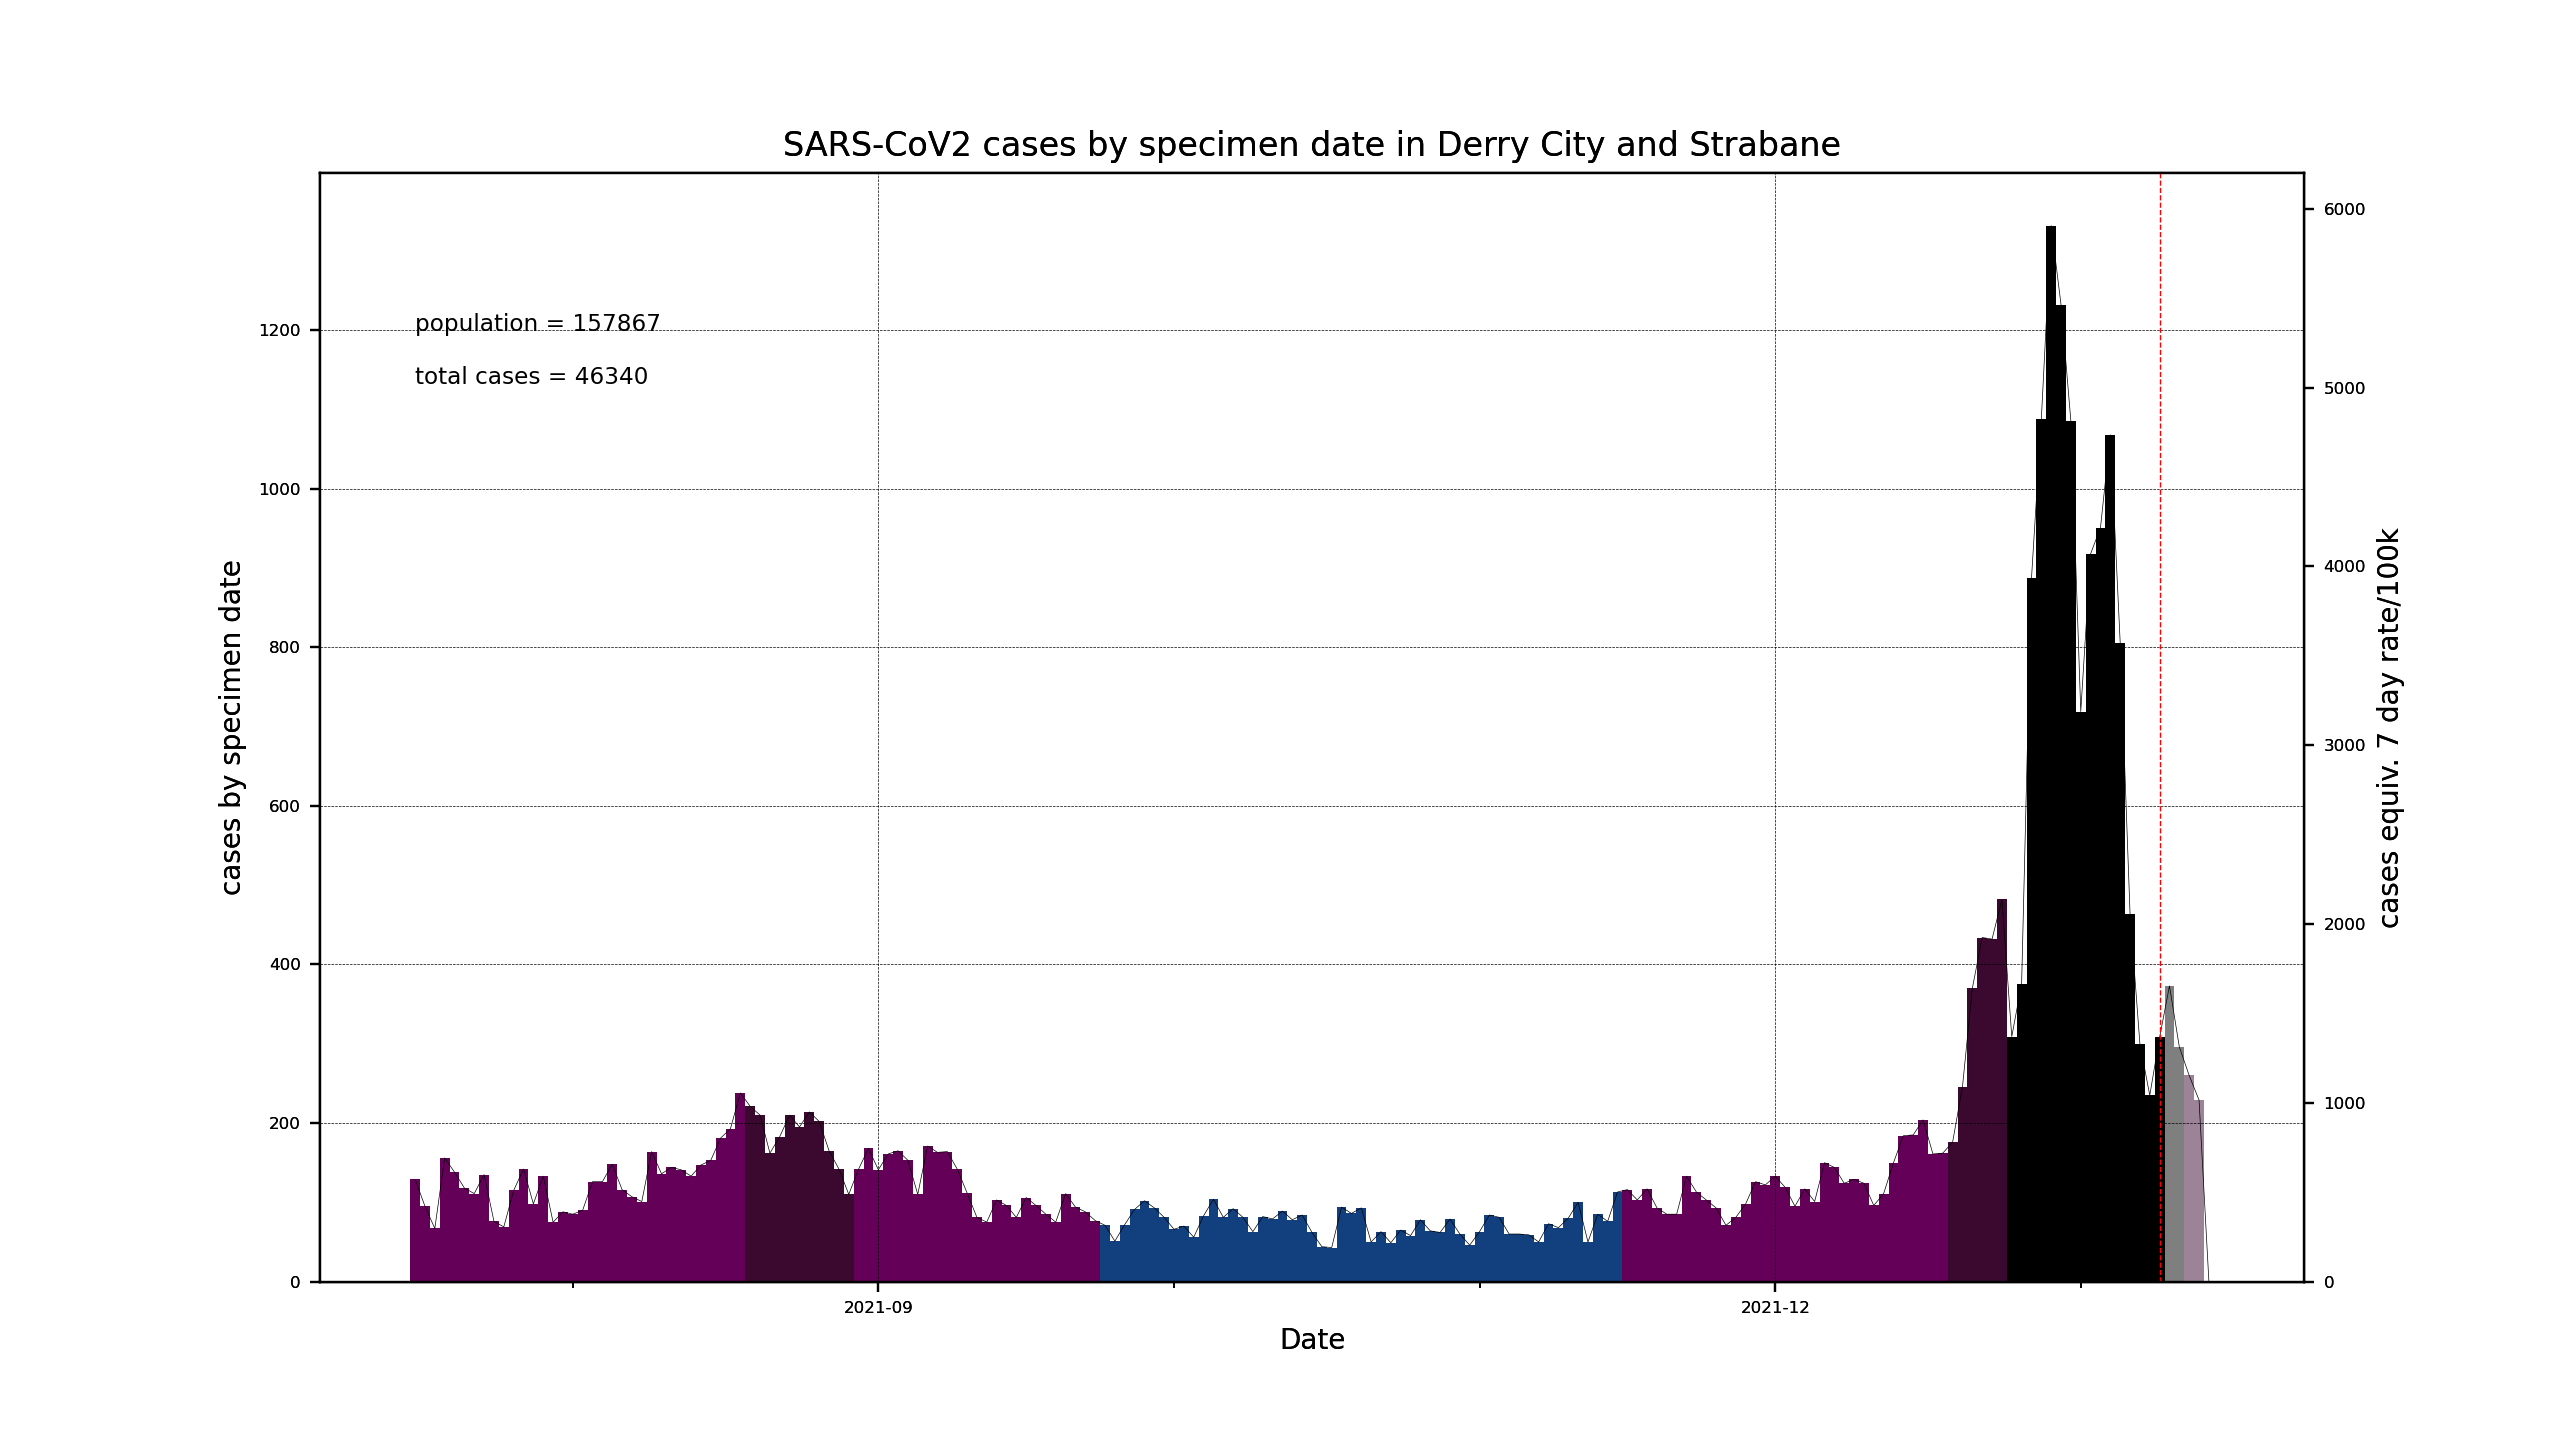 SARS-CoV2 cases by specimen date in Derry City and Strabane
population = 157867
total cases = 46340
cases by specimen date
1200
1000
800
600
400
200
0
6000
5000
4000
3000
2000
1000
0
cases equiv. 7 day rate/100k
2021-09
2021-12
Date